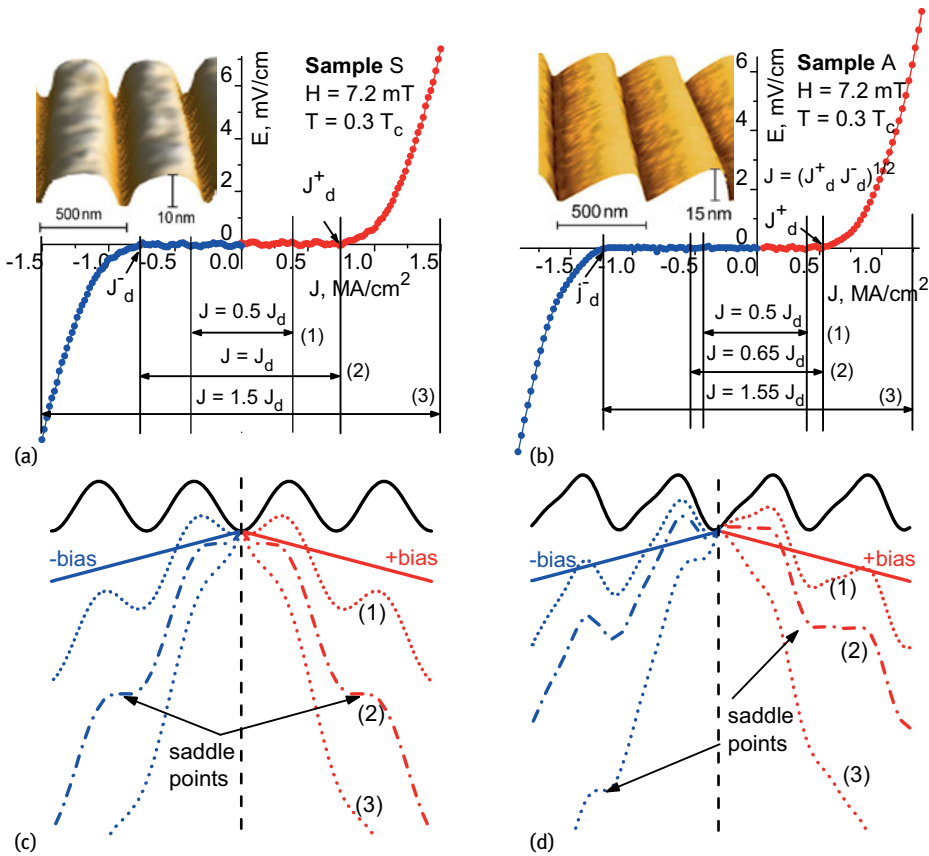 6
4
2
0
E, mV/cm
Sample S
H = 7.2 mT
T = 0.3 T_c
J^+_d
500 nm
10 nm
-1.5 -1.0 -0.5 0.0 0.5 1.0 1.5
J^-_d
J, MA/cm^2
J = 0.5 J_d (1)
J = J_d (2)
J = 1.5 J_d (3)
(a)
6
4
2
0
E, mV/cm
Sample A
H = 7.2 mT
T = 0.3 T_c
J = (J^+_d J^-_d)^1/2
J^+_d
500 nm
15 nm
-1.5 -1.0 -0.5 0.0 0.5 1.0
j^-_d
J, MA/cm^2
J = 0.5 J_d (1)
J = 0.65 J_d (2)
J = 1.55 J_d (3)
(b)
-bias
+bias
(1)
(2)
saddle
points
(3)
(c)
-bias
+bias
(1)
(2)
saddle
points
(3)
(d)